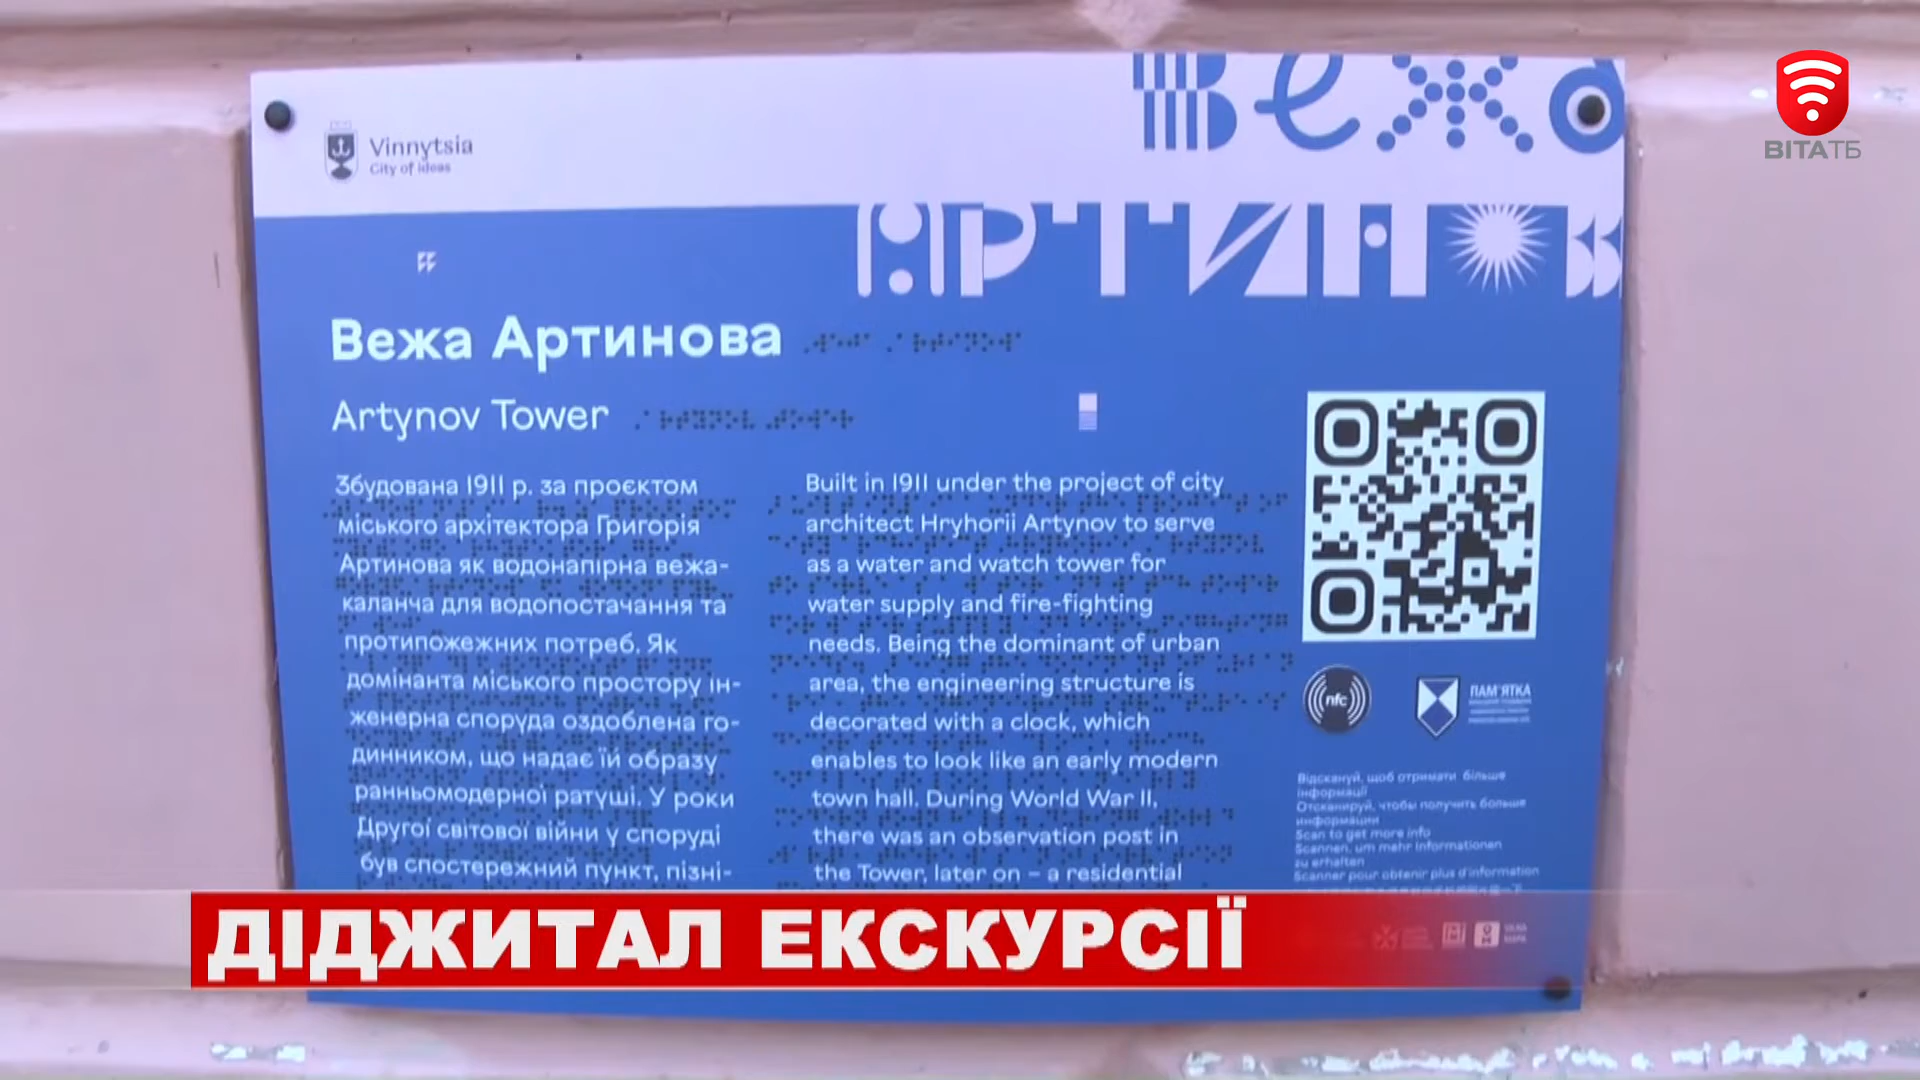 Вежа
ВІТАТБ
Vinnytsia
City of ideas
АРТИНОВ
Вежа Артинова
Artynov Tower
Збудована 1911 р. за проєктом
міського архітектора Григорія
Артинова як водонапірна вежа-
каланча для водопостачання та
протипожежних потреб. Як
домінанта міського простору ін-
женерна споруда оздоблена го-
динником, що надає їй образу
ранньомодерної ратуші. У роки
Другої світової війни у споруді
був спостережний пункт, пізні-
Built in 1911 under the project of city
architect Hryhorii Artynov to serve
as a water and watch tower for
water supply and fire-fighting
needs. Being the dominant of urban
area, the engineering structure is
decorated with a clock, which
enables to look like an early modern
town hall. During World War II,
there was an observation post in
the Tower, later on – a residential
nfc
ПАМ'ЯТКА
Відскануй, щоб отримати більше
інформації
Отсканируй, чтобы получить больше
информации
Scan to get more info
Scannen, um mehr Informationen
zu erhalten
Scanner pour obtenir plus d'information
ДІДЖИТАЛ ЕКСКУРСІЇ